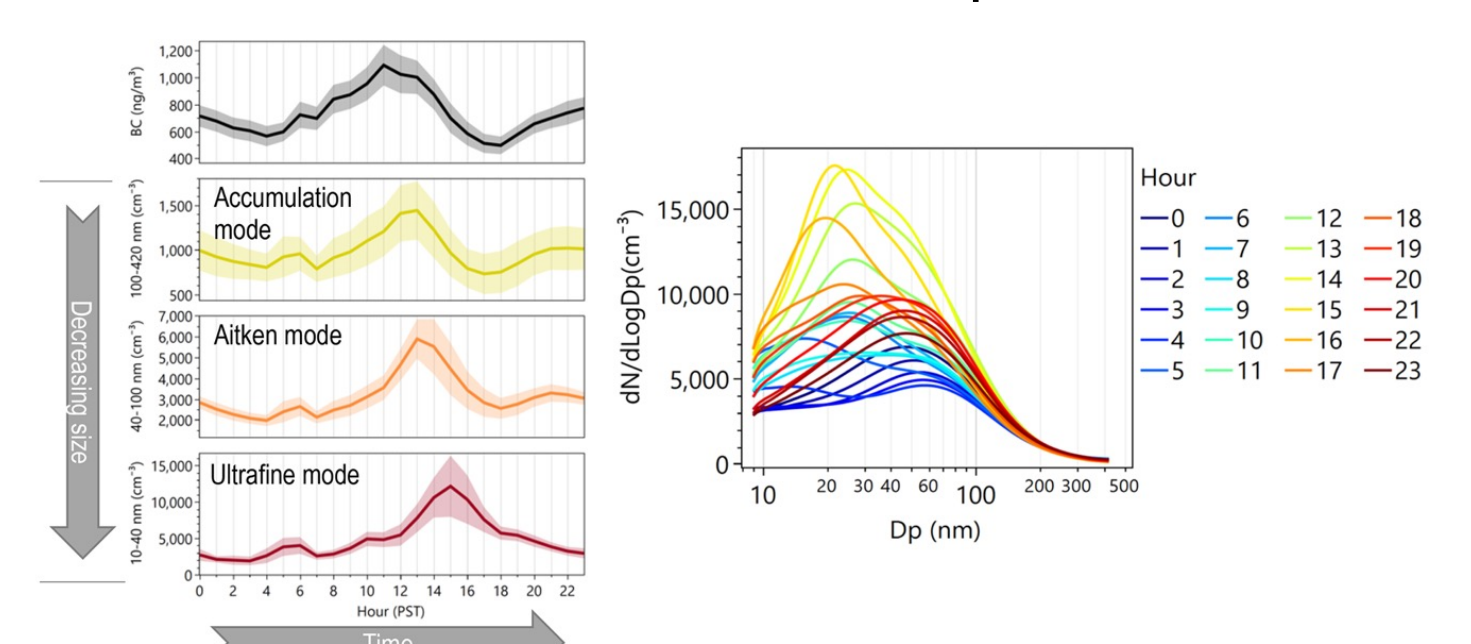 1,200
1,000
800
600
400
BC (ng/m³)
Accumulation
mode
1,500
1,000
500
100-420 nm (cm⁻³)
Aitken mode
7,000
6,000
5,000
4,000
3,000
2,000
40-100 nm (cm⁻³)
Ultrafine mode
15,000
10,000
5,000
0
10-40 nm (cm⁻³)
0 2 4 6 8 10 12 14 16 18 20 22
Hour (PST)
Decreasing size
Time
15,000
10,000
5,000
0
dN/dLogDp(cm⁻³)
10 20 30 40 60 100 200 300 500
Dp (nm)
Hour
0 6 12 18
1 7 13 19
2 8 14 20
3 9 15 21
4 10 16 22
5 11 17 23